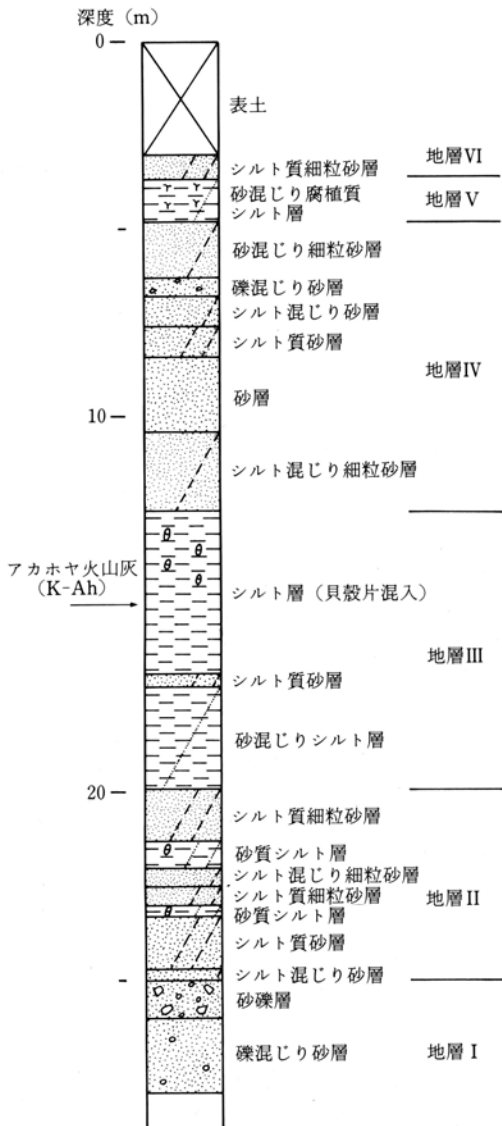 深度（m）
0
表土
シルト質細粒砂層
地層Ⅵ
砂混じり腐植質
シルト層
地層Ⅴ
砂混じり細粒砂層
礫混じり砂層
シルト混じり砂層
シルト質砂層
地層Ⅳ
砂層
10
シルト混じり細粒砂層
アカホヤ火山灰
(K-Ah)
シルト層（貝殻片混入）
地層Ⅲ
シルト質砂層
砂混じりシルト層
20
シルト質細粒砂層
砂質シルト層
シルト混じり細粒砂層
シルト質細粒砂層
地層Ⅱ
砂質シルト層
シルト質砂層
シルト混じり砂層
砂礫層
礫混じり砂層
地層Ⅰ